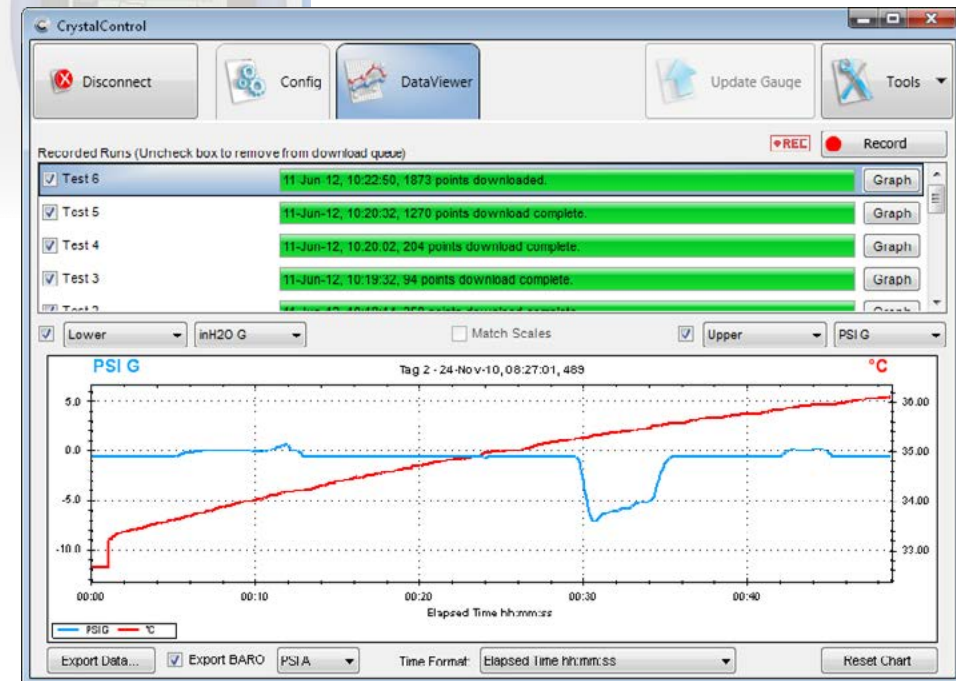 CrystalControl
Disconnect
Config
DataViewer
Update Gauge
Tools
Recorded Runs (Uncheck box to remove from download queue)
REC
Record
Test 6
11-Jun-12, 10:22:50, 1873 points downloaded.
Graph
Test 5
11-Jun-12, 10:20:32, 1270 points download complete.
Graph
Test 4
11-Jun-12, 10:20:02, 204 points download complete.
Graph
Test 3
11-Jun-12, 10:19:32, 94 points download complete.
Graph
Lower
inH2O G
Match Scales
Upper
PSI G
PSI G
Tag 2 - 24-Nov-10, 08:27:01, 489
°C
5.0
36.00
0.0
35.00
-5.0
34.00
-10.0
33.00
00:00 00:10 00:20 00:30 00:40
Elapsed Time hh:mm:ss
PSI G °C
Export Data...
Export BARO
PSI A
Time Format:
Elapsed Time hh:mm:ss
Reset Chart